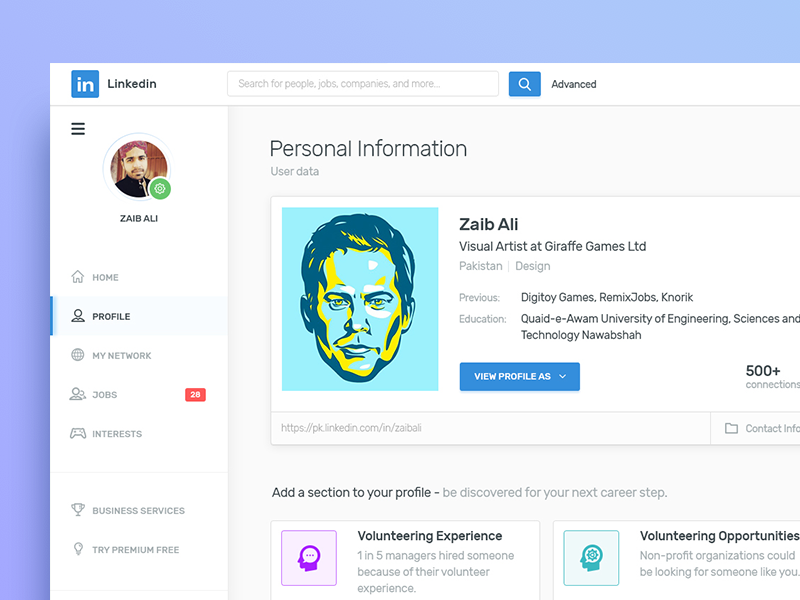 in Linkedin
Search for people, jobs, companies, and more...
Advanced
ZAIB ALI
HOME
PROFILE
MY NETWORK
JOBS 28
INTERESTS
BUSINESS SERVICES
TRY PREMIUM FREE
Personal Information
User data
Zaib Ali
Visual Artist at Giraffe Games Ltd
Pakistan | Design
Previous: Digitoy Games, RemixJobs, Knorik
Education: Quaid-e-Awam University of Engineering, Sciences and
Technology Nawabshah
VIEW PROFILE AS
500+
connections
https://pk.linkedin.com/in/zaibali
Contact Info
Add a section to your profile - be discovered for your next career step.
Volunteering Experience
1 in 5 managers hired someone
because of their volunteer
experience.
Volunteering Opportunities
Non-profit organizations could
be looking for someone like you.